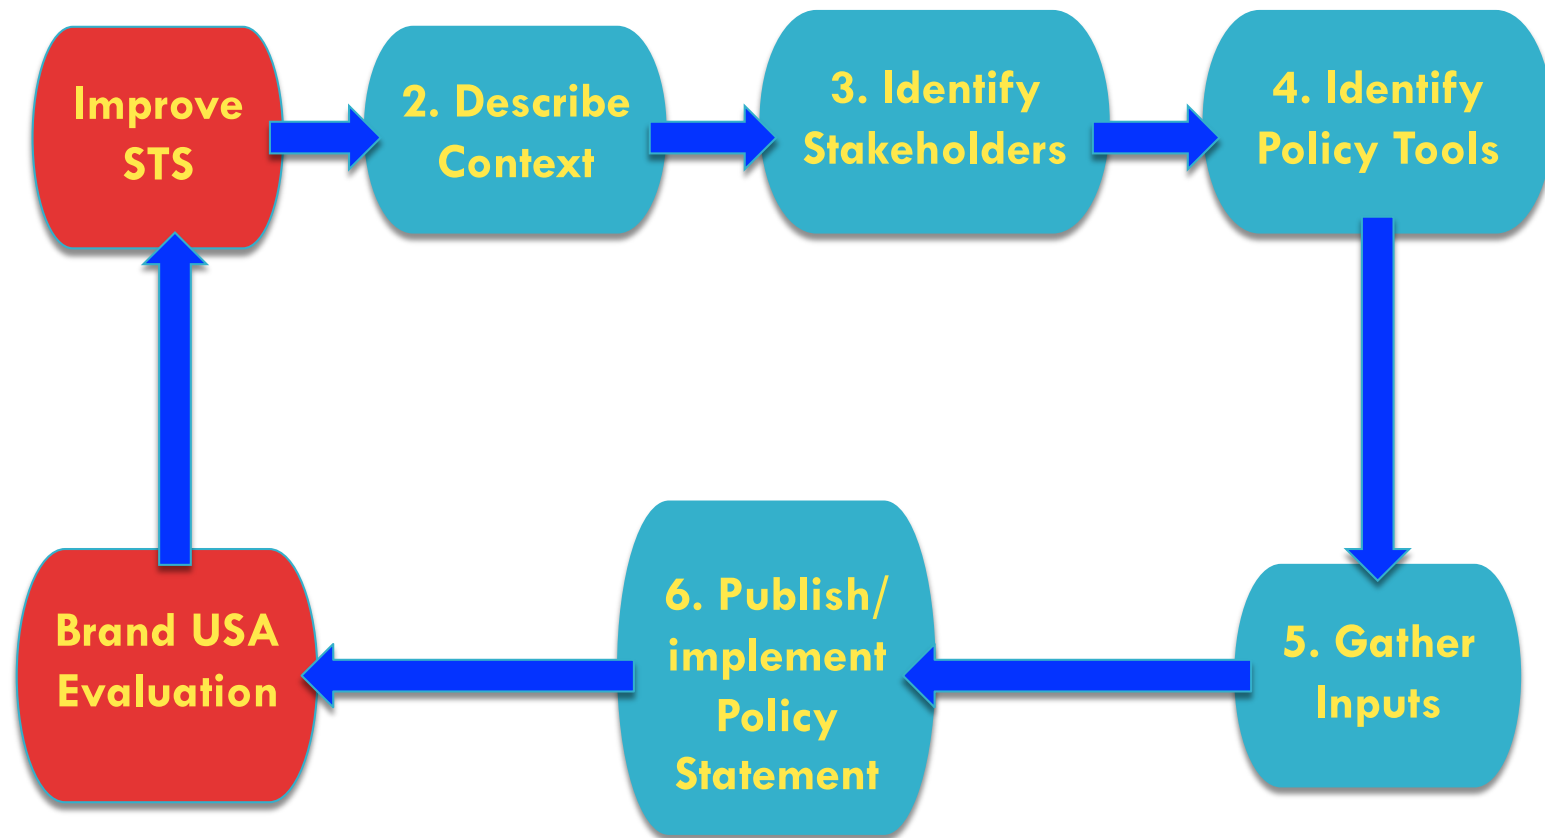 Improve
STS
2. Describe
Context
3. Identify
Stakeholders
4. Identify
Policy Tools
5. Gather
Inputs
6. Publish/
implement
Policy
Statement
Brand USA
Evaluation